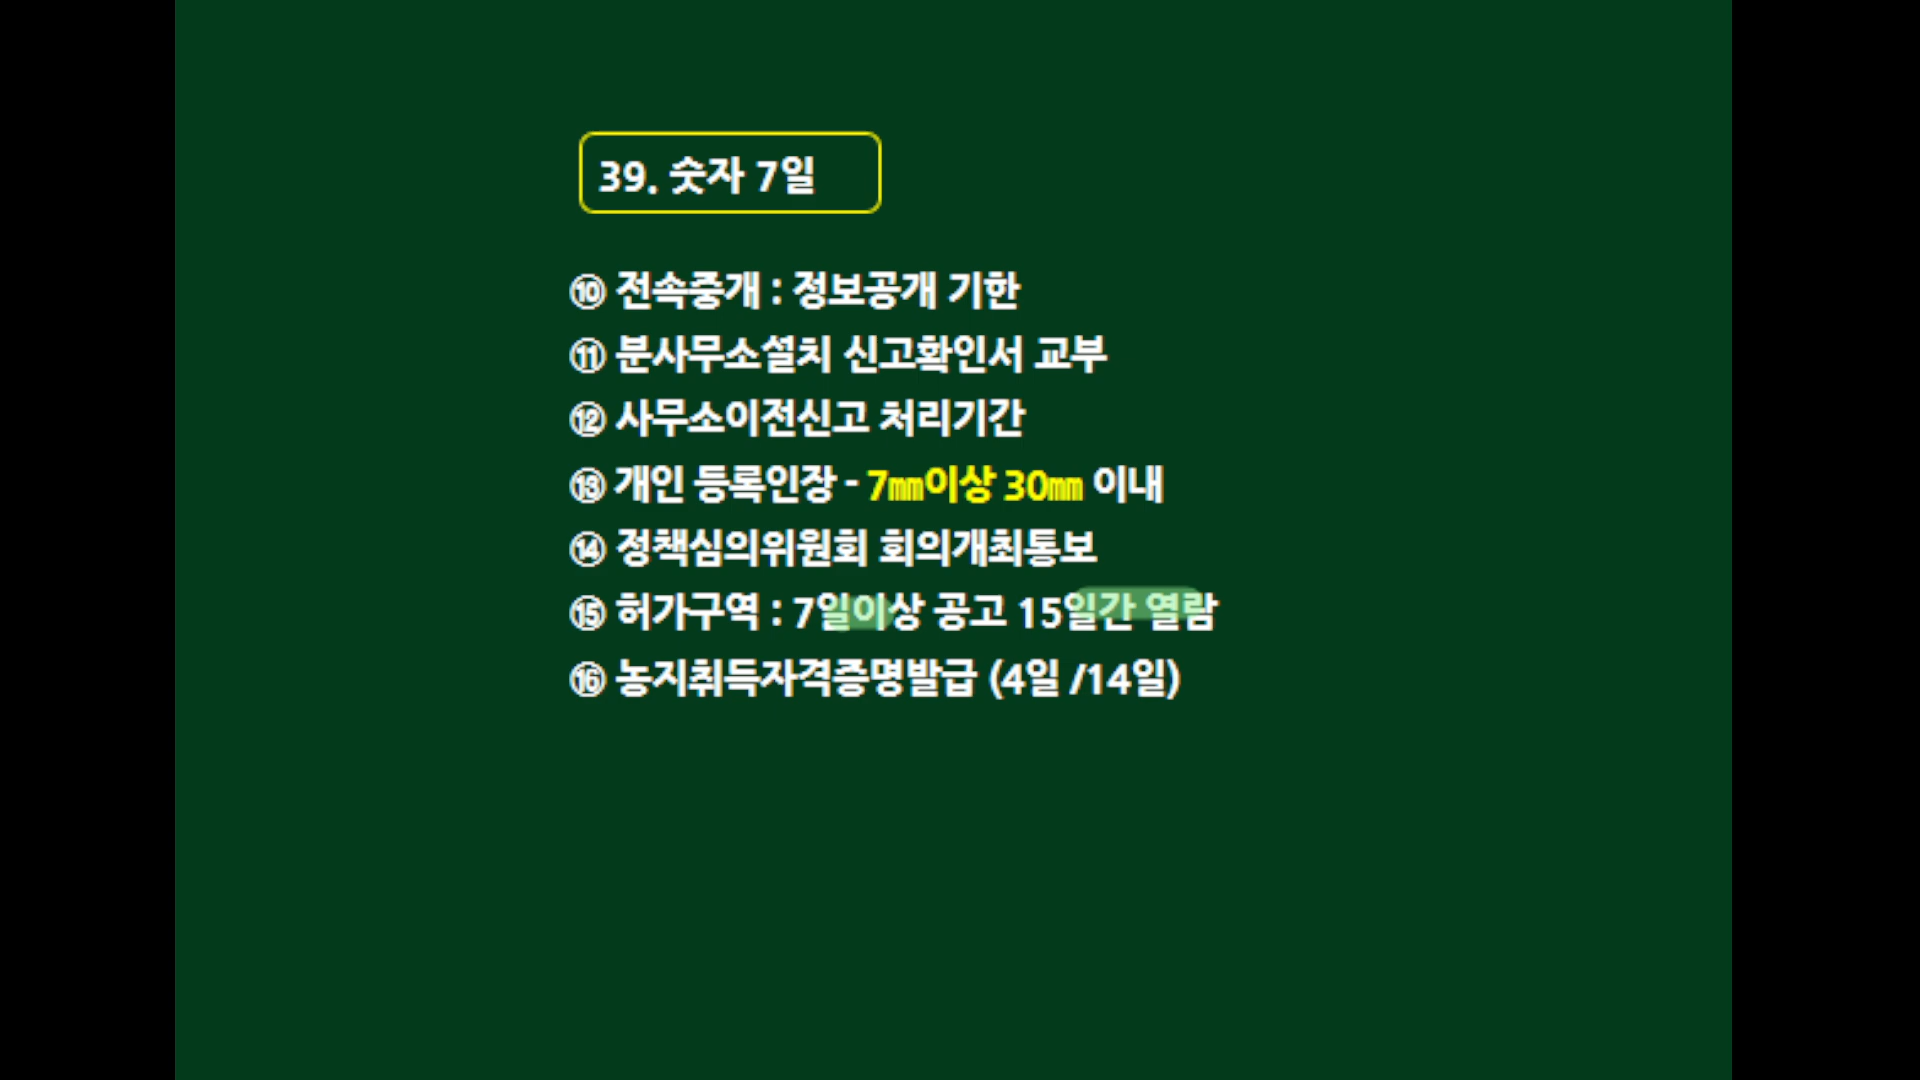 39. 숫자 7일
⑩ 전속중개 : 정보공개 기한
⑪ 분사무소설치 신고확인서 교부
⑫ 사무소이전신고 처리기간
⑬ 개인 등록인장 - 7㎜이상 30㎜ 이내
⑭ 정책심의위원회 회의개최통보
⑮ 허가구역 : 7일이상 공고 15일간 열람
⑯ 농지취득자격증명발급 (4일 /14일)